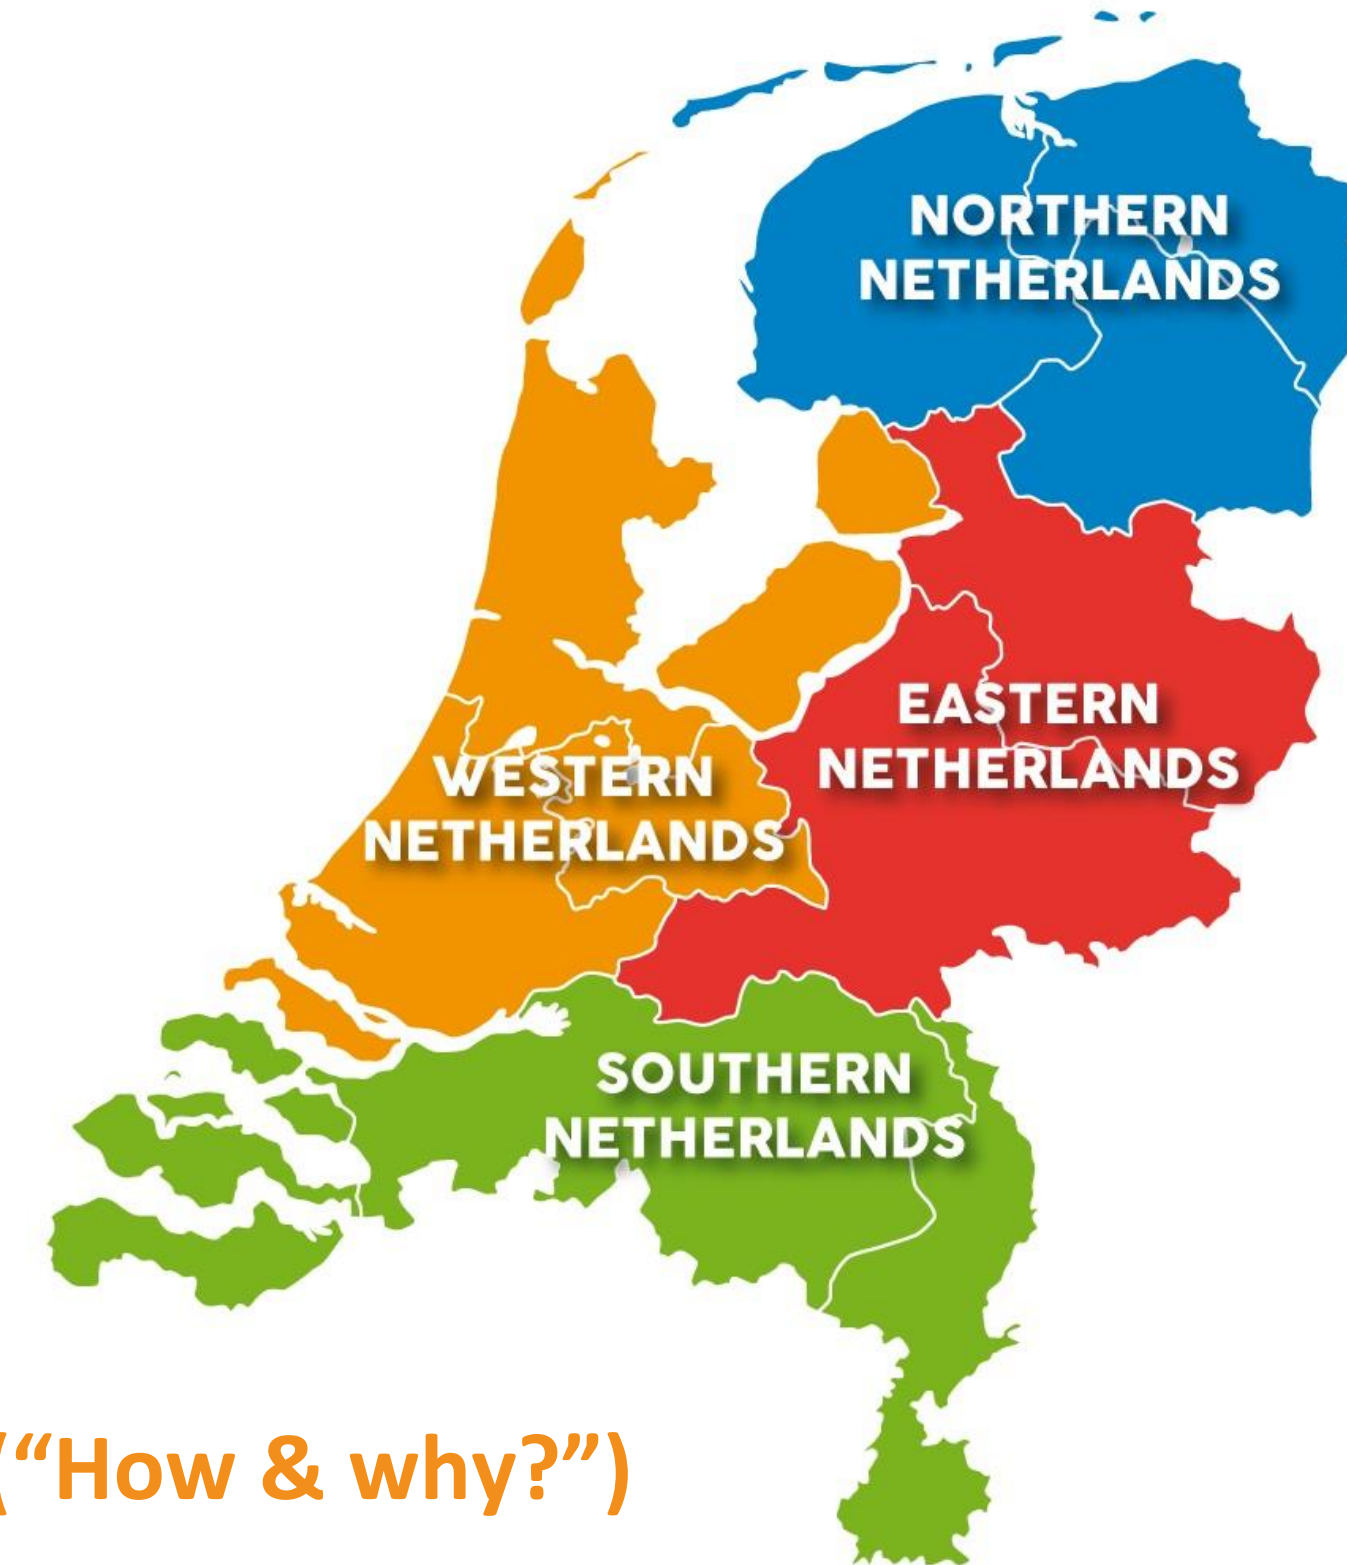 NORTHERN
NETHERLANDS
EASTERN
NETHERLANDS
WESTERN
NETHERLANDS
SOUTHERN
NETHERLANDS
(“How & why?”)